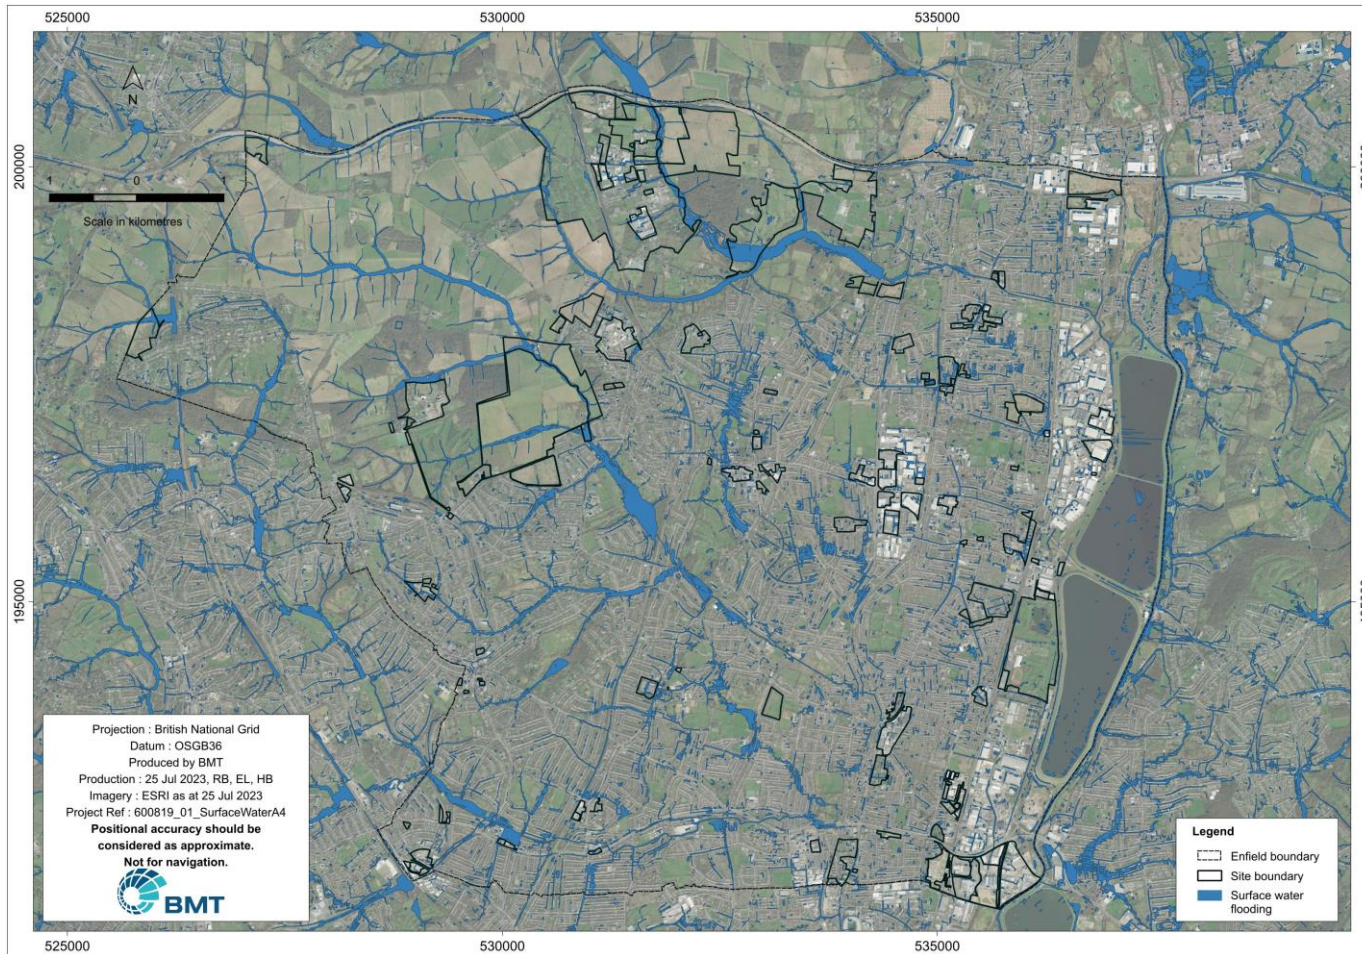 525000 530000 535000
N
200000
1 0 1
Scale in kilometres
195000
Projection : British National Grid
Datum : OSGB36
Produced by BMT
Production : 25 Jul 2023, RB, EL, HB
Imagery : ESRI as at 25 Jul 2023
Project Ref : 600819_01_SurfaceWaterA4
Positional accuracy should be
considered as approximate.
Not for navigation.
BMT
Legend
Enfield boundary
Site boundary
Surface water
flooding
525000 530000 535000